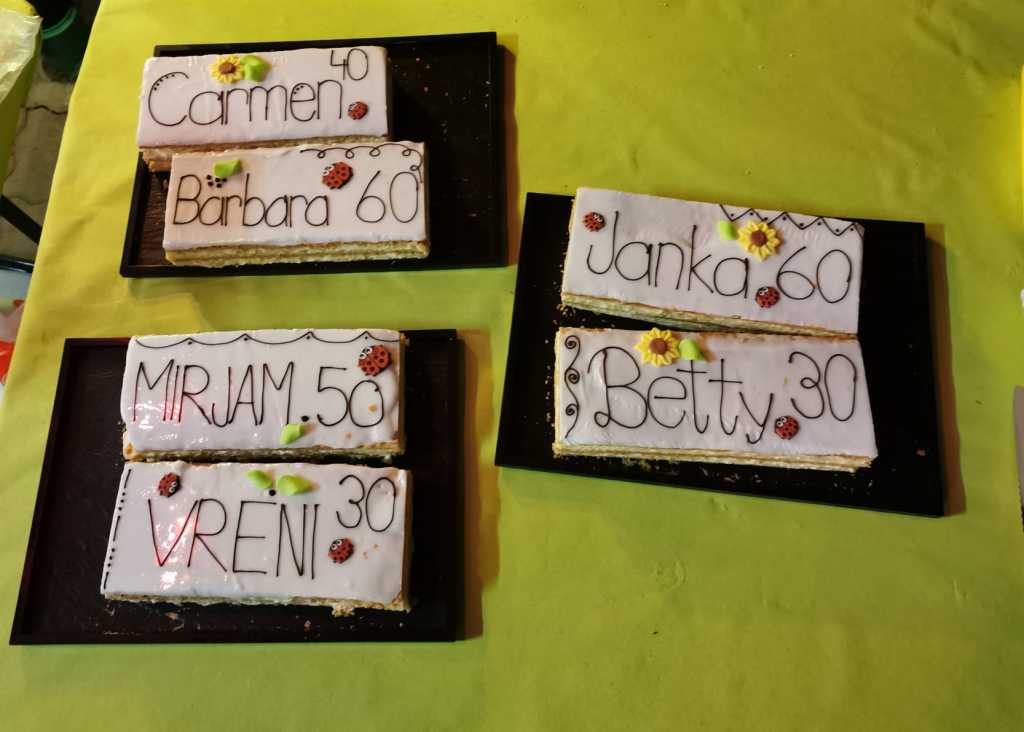 Carmen 40
Barbara 60
MIRJAM 50
VRENI 30
Janka 60
Betty 30